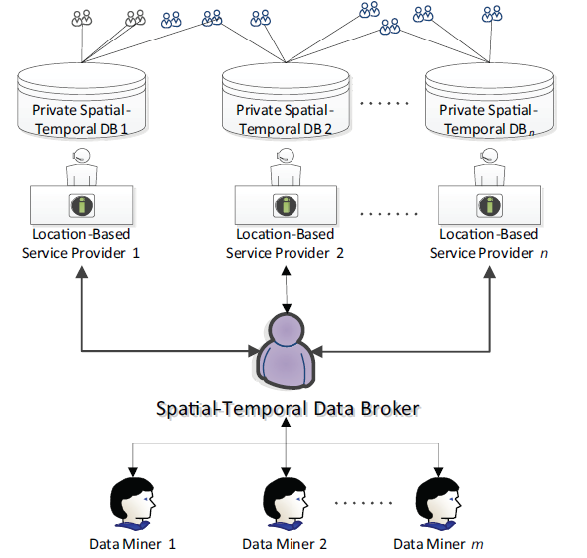 Private Spatial-
Temporal DB 1
Private Spatial-
Temporal DB 2
Private Spatial-
Temporal DBn
Location-Based
Service Provider 1
Location-Based
Service Provider 2
Location-Based
Service Provider n
Spatial-Temporal Data Broker
Data Miner 1
Data Miner 2
Data Miner m